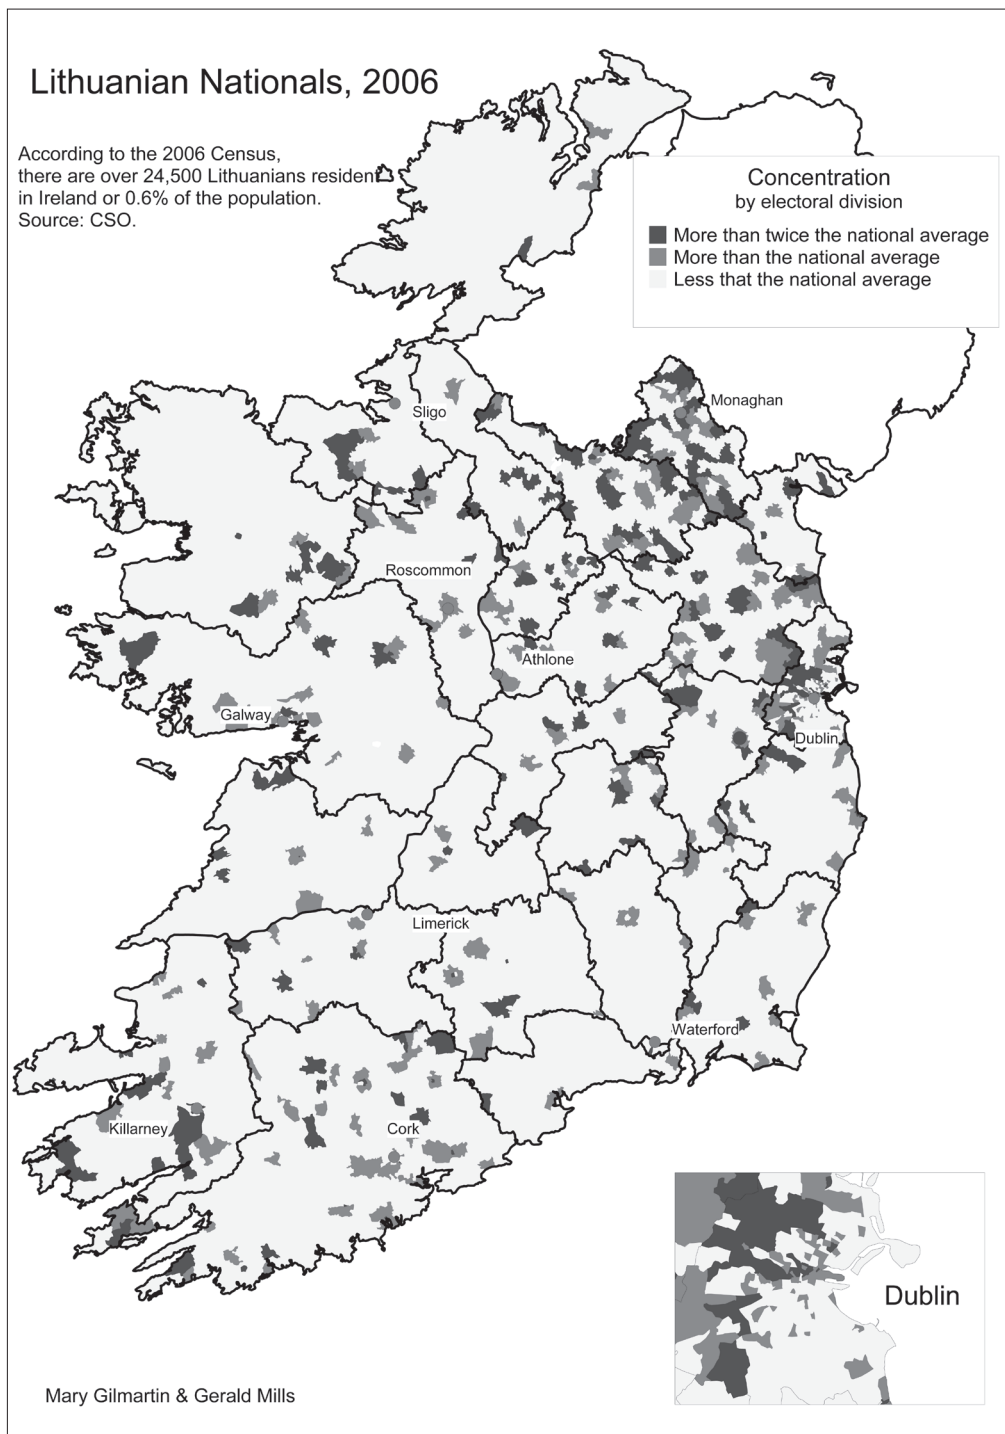 Lithuanian Nationals, 2006
According to the 2006 Census,
there are over 24,500 Lithuanians resident
in Ireland or 0.6% of the population.
Source: CSO.
Concentration
by electoral division
More than twice the national average
More than the national average
Less that the national average
Monaghan
Sligo
Roscommon
Athlone
Galway
Dublin
Limerick
Waterford
Killarney
Cork
Dublin
Mary Gilmartin & Gerald Mills